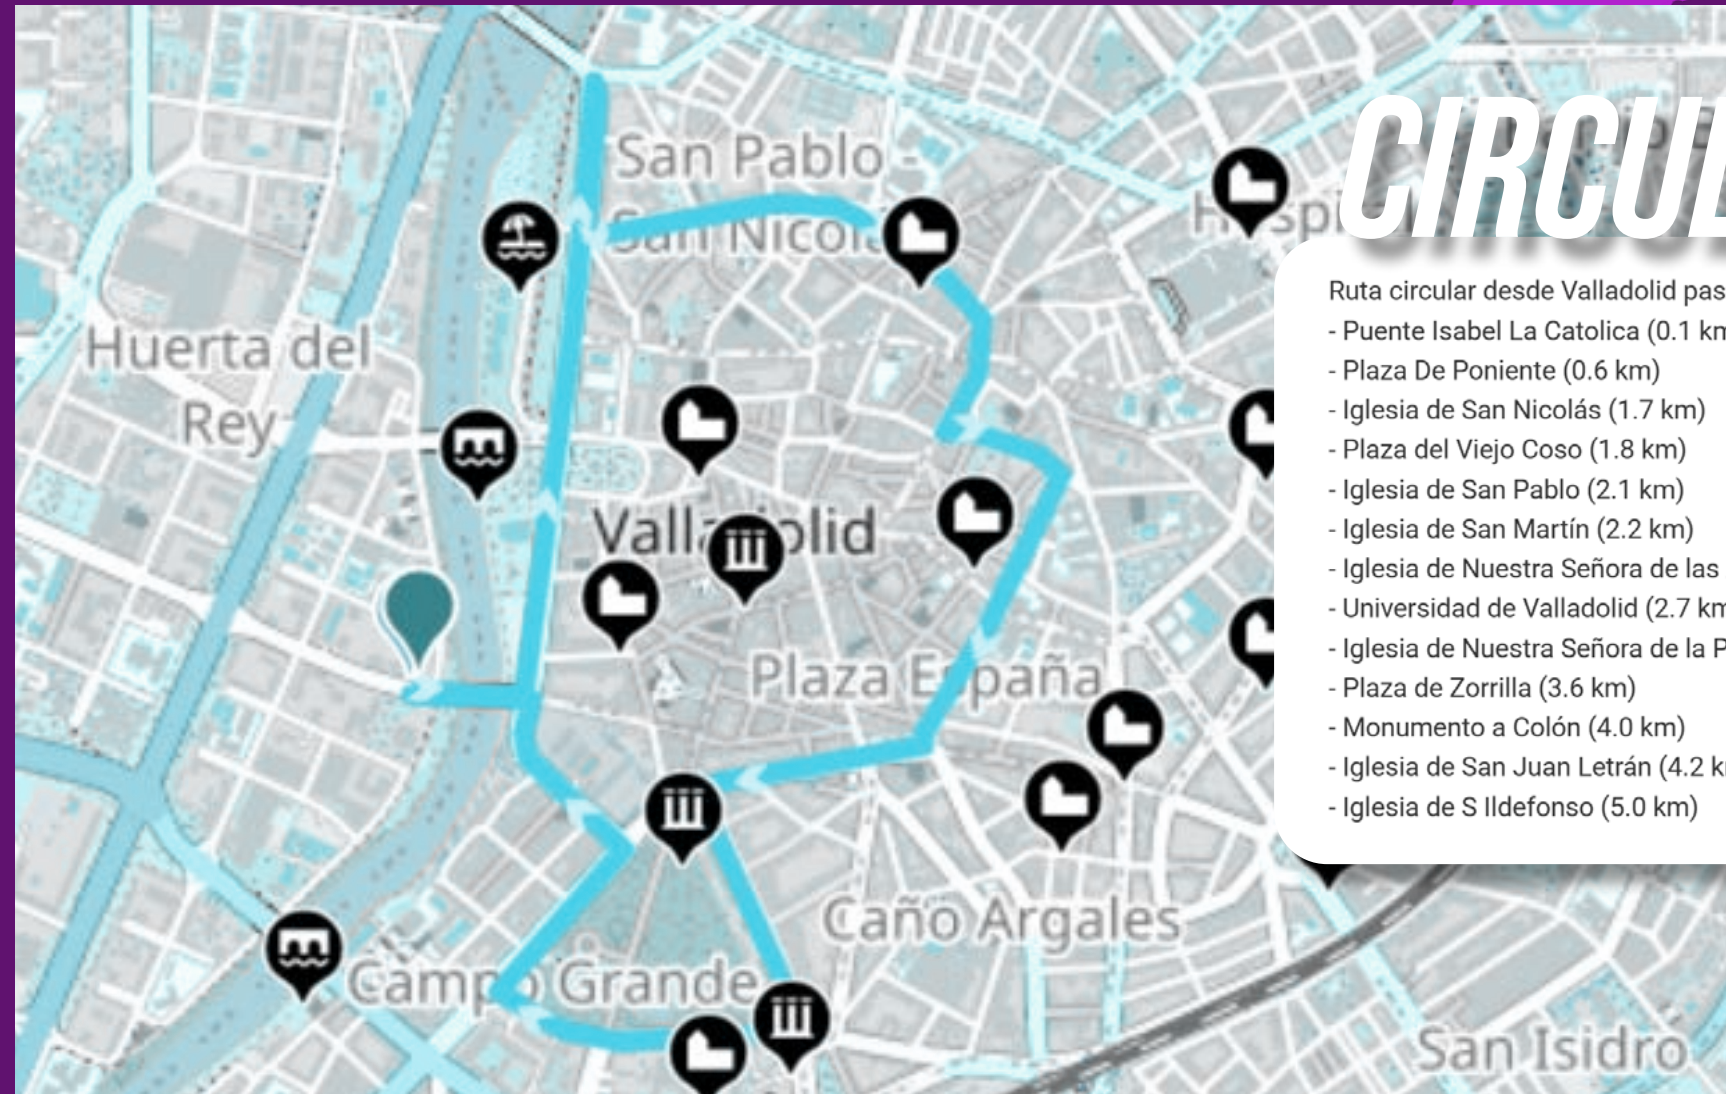 San Pablo -
San Nicolá
Huerta del
Rey
Valladolid
Plaza España
Caño Argales
Campo Grande
San Isidro
CIRCUL
Ruta circular desde Valladolid pas
- Puente Isabel La Catolica (0.1 km
- Plaza De Poniente (0.6 km)
- Iglesia de San Nicolás (1.7 km)
- Plaza del Viejo Coso (1.8 km)
- Iglesia de San Pablo (2.1 km)
- Iglesia de San Martín (2.2 km)
- Iglesia de Nuestra Señora de las
- Universidad de Valladolid (2.7 km
- Iglesia de Nuestra Señora de la P
- Plaza de Zorrilla (3.6 km)
- Monumento a Colón (4.0 km)
- Iglesia de San Juan Letrán (4.2 km
- Iglesia de S Ildefonso (5.0 km)